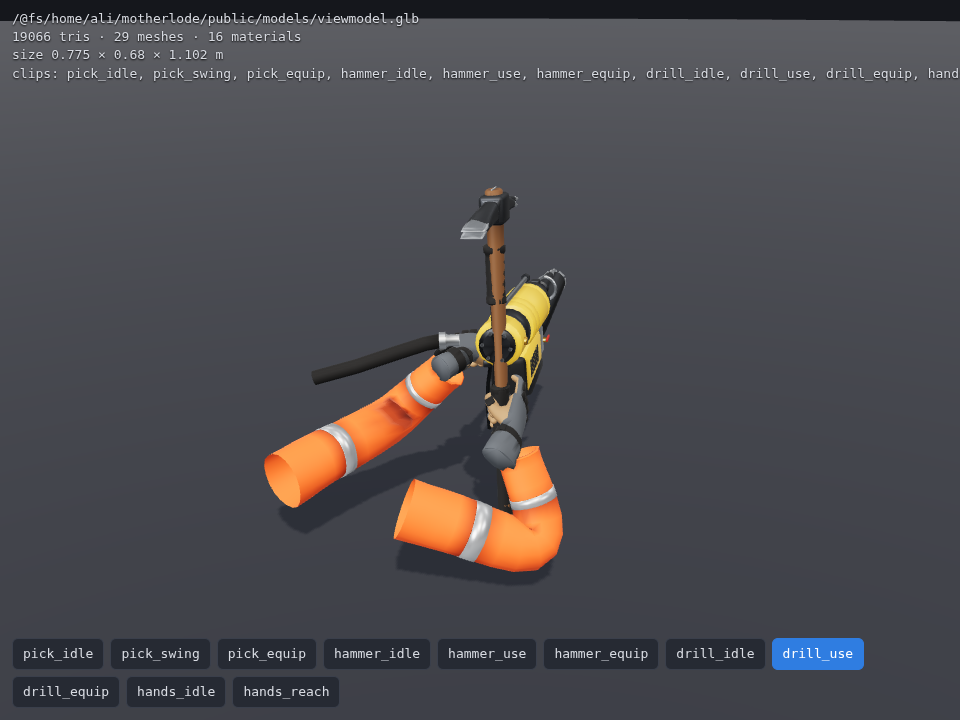 /@fs/home/ali/motherlode/public/models/viewmodel.glb
19066 tris · 29 meshes · 16 materials
size 0.775 × 0.68 × 1.102 m
clips: pick_idle, pick_swing, pick_equip, hammer_idle, hammer_use, hammer_equip, drill_idle, drill_use, drill_equip, hand
pick_idle pick_swing pick_equip hammer_idle hammer_use hammer_equip drill_idle drill_use
drill_equip hands_idle hands_reach